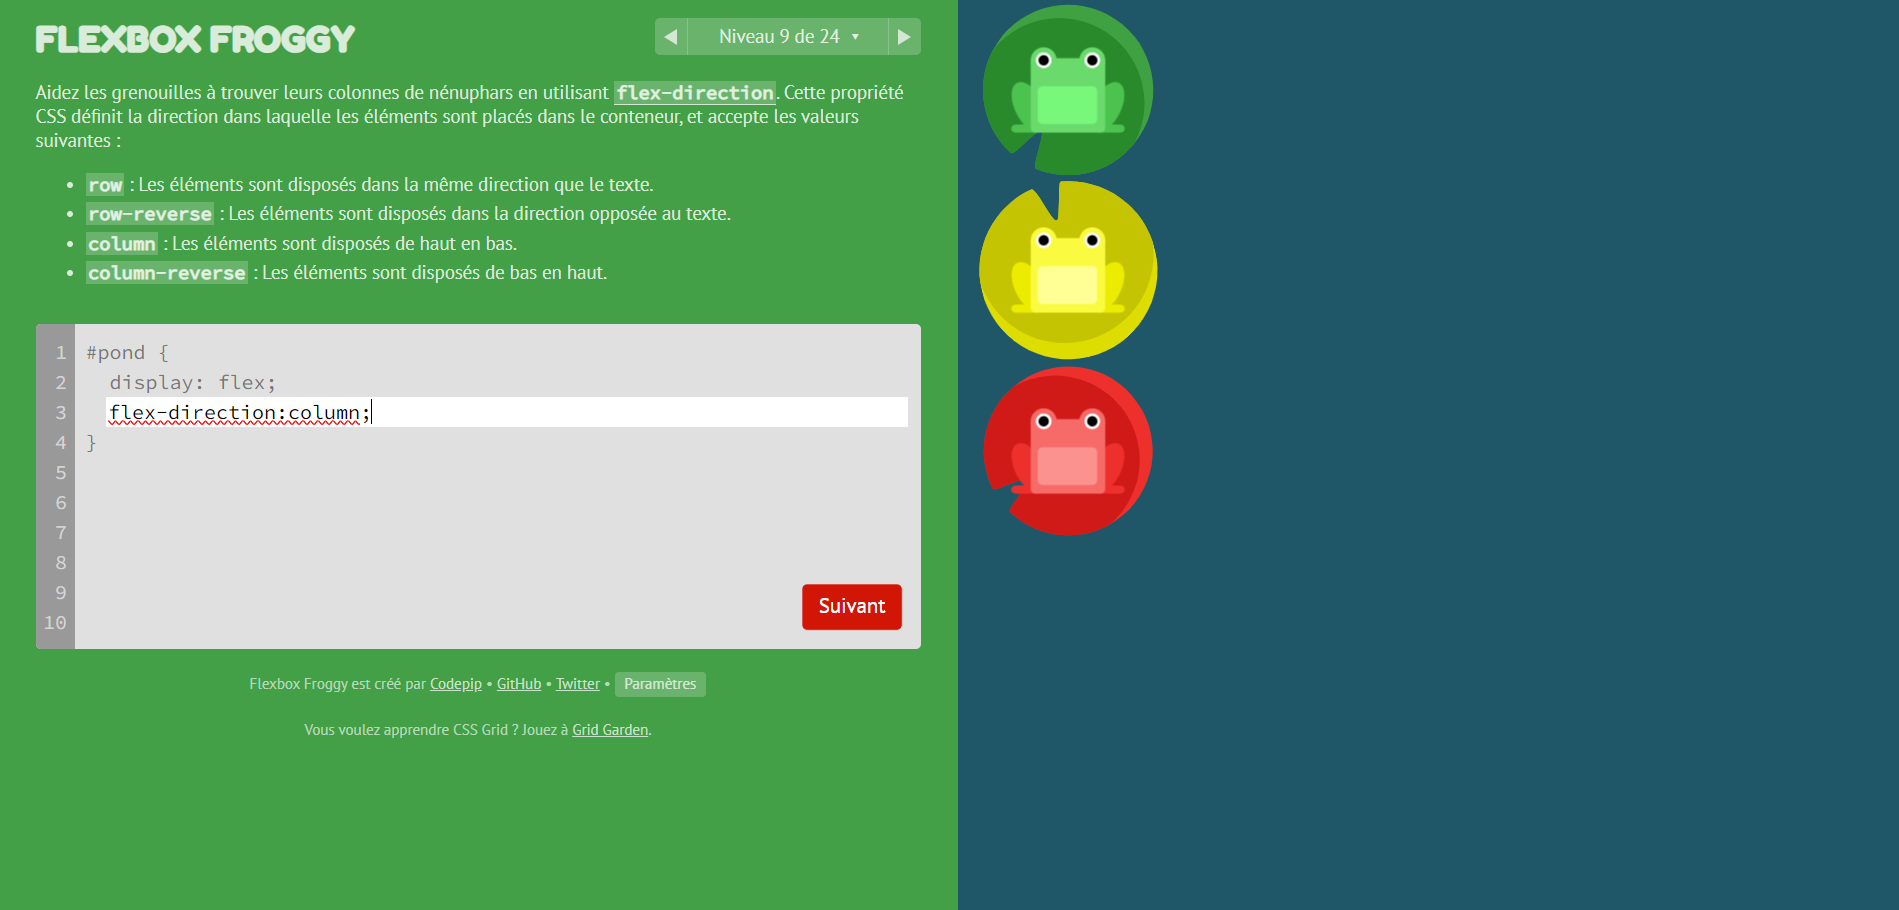 FLEXBOX FROGGY
Niveau 9 de 24
Aidez les grenouilles à trouver leurs colonnes de nénuphars en utilisant flex-direction. Cette propriété
CSS définit la direction dans laquelle les éléments sont placés dans le conteneur, et accepte les valeurs
suivantes :
• row : Les éléments sont disposés dans la même direction que le texte.
• row-reverse : Les éléments sont disposés dans la direction opposée au texte.
• column : Les éléments sont disposés de haut en bas.
• column-reverse : Les éléments sont disposés de bas en haut.
1 #pond {
2 display: flex;
3 flex-direction:column;
4 }
5
6
7
8
9
10
Suivant
Flexbox Froggy est créé par Codepip • GitHub • Twitter • Paramètres
Vous voulez apprendre CSS Grid ? Jouez à Grid Garden.